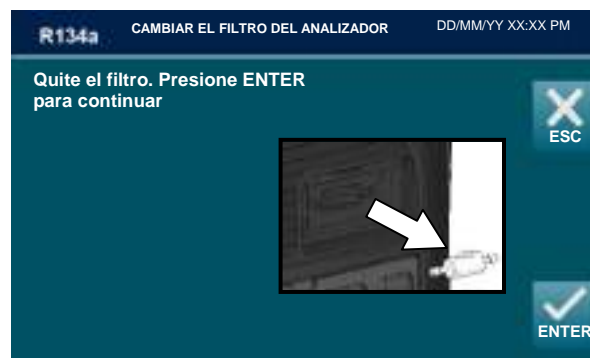 R134a CAMBIAR EL FILTRO DEL ANALIZADOR DD/MM/YY XX:XX PM
Quite el filtro. Presione ENTER
para continuar
ESC
ENTER